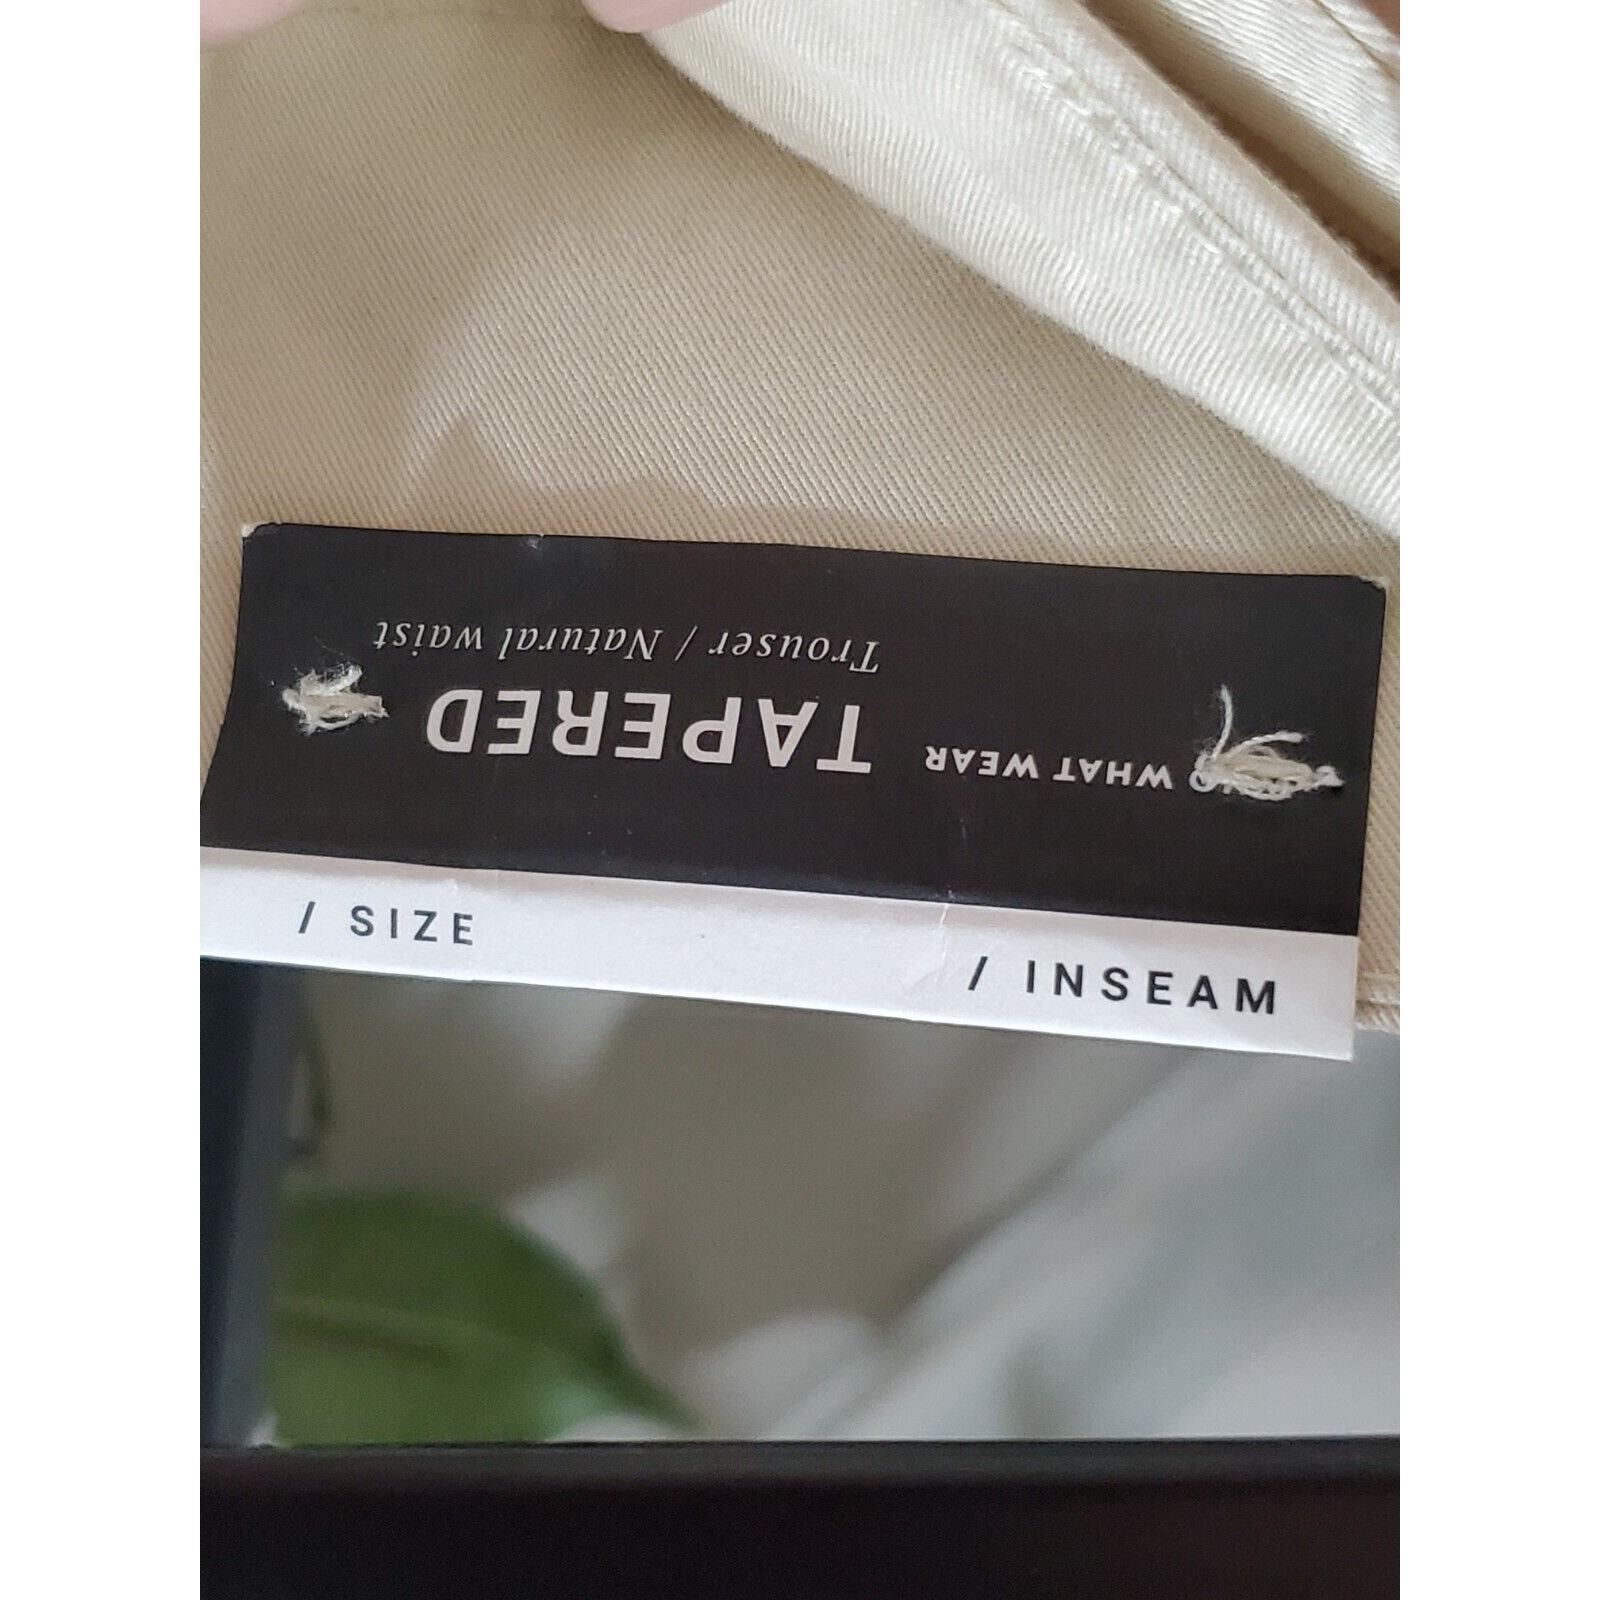 WHAT WEAR
TAPERED
Trouser / Natural waist
/ SIZE
/ INSEAM